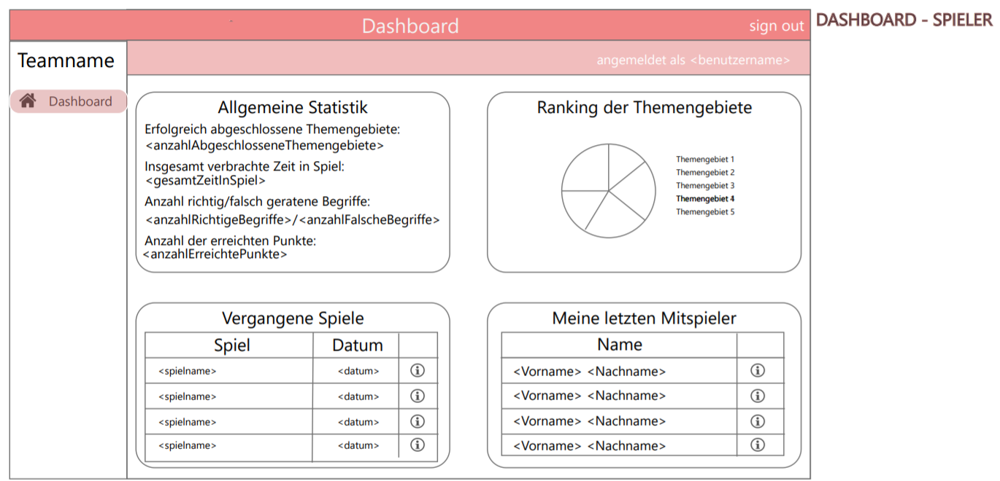 Dashboard
sign out
DASHBOARD - SPIELER
Teamname
angemeldet als <benutzername>
Dashboard
Allgemeine Statistik
Erfolgreich abgeschlossene Themengebiete:
<anzahlAbgeschlosseneThemengebiete>
Insgesamt verbrachte Zeit in Spiel:
<gesamtZeitInSpiel>
Anzahl richtig/falsch geratene Begriffe:
<anzahlRichtigeBegriffe>/<anzahlFalscheBegriffe>
Anzahl der erreichten Punkte:
<anzahlErreichtePunkte>
Ranking der Themengebiete
Themengebiet 1
Themengebiet 2
Themengebiet 3
Themengebiet 4
Themengebiet 5
Vergangene Spiele
Spiel Datum
<spielname> <datum>
<spielname> <datum>
<spielname> <datum>
<spielname> <datum>
Meine letzten Mitspieler
Name
<Vorname> <Nachname>
<Vorname> <Nachname>
<Vorname> <Nachname>
<Vorname> <Nachname>